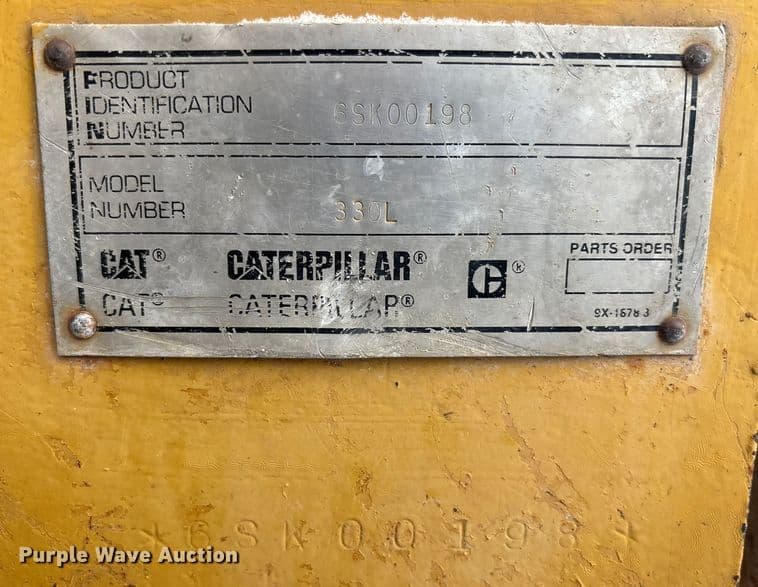 PRODUCT
IDENTIFICATION
NUMBER
6SK00198
MODEL
NUMBER
330L
CAT® CATERPILLAR® C®
CAT® CATERPILLAR®
PARTS ORDER
9X-1678 3
*6SK00198*
Purple Wave Auction